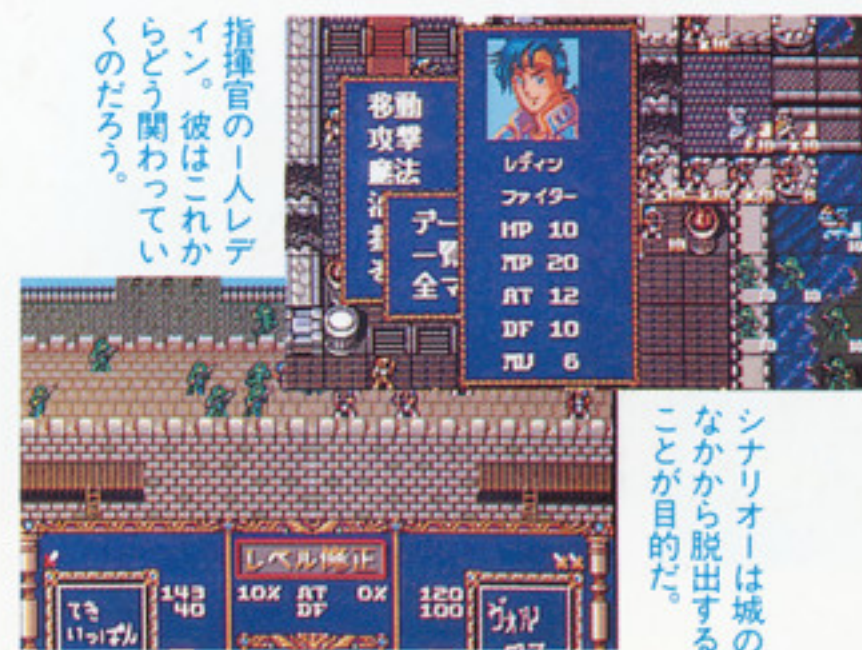 指揮官の一人レデ
ィン。彼はこれか
らどう関わってい
くのだろう。
移動
攻撃
魔法
デー
一覧
全マ
レディン
ファイター
HP 10
MP 20
AT 12
DF 10
MV 6
シナリオ1は城の
なかから脱出する
ことが目的だ。
レベル修正
143
40
10% AT 0%
DF
120
100
てき
いっぱん
ヴォル